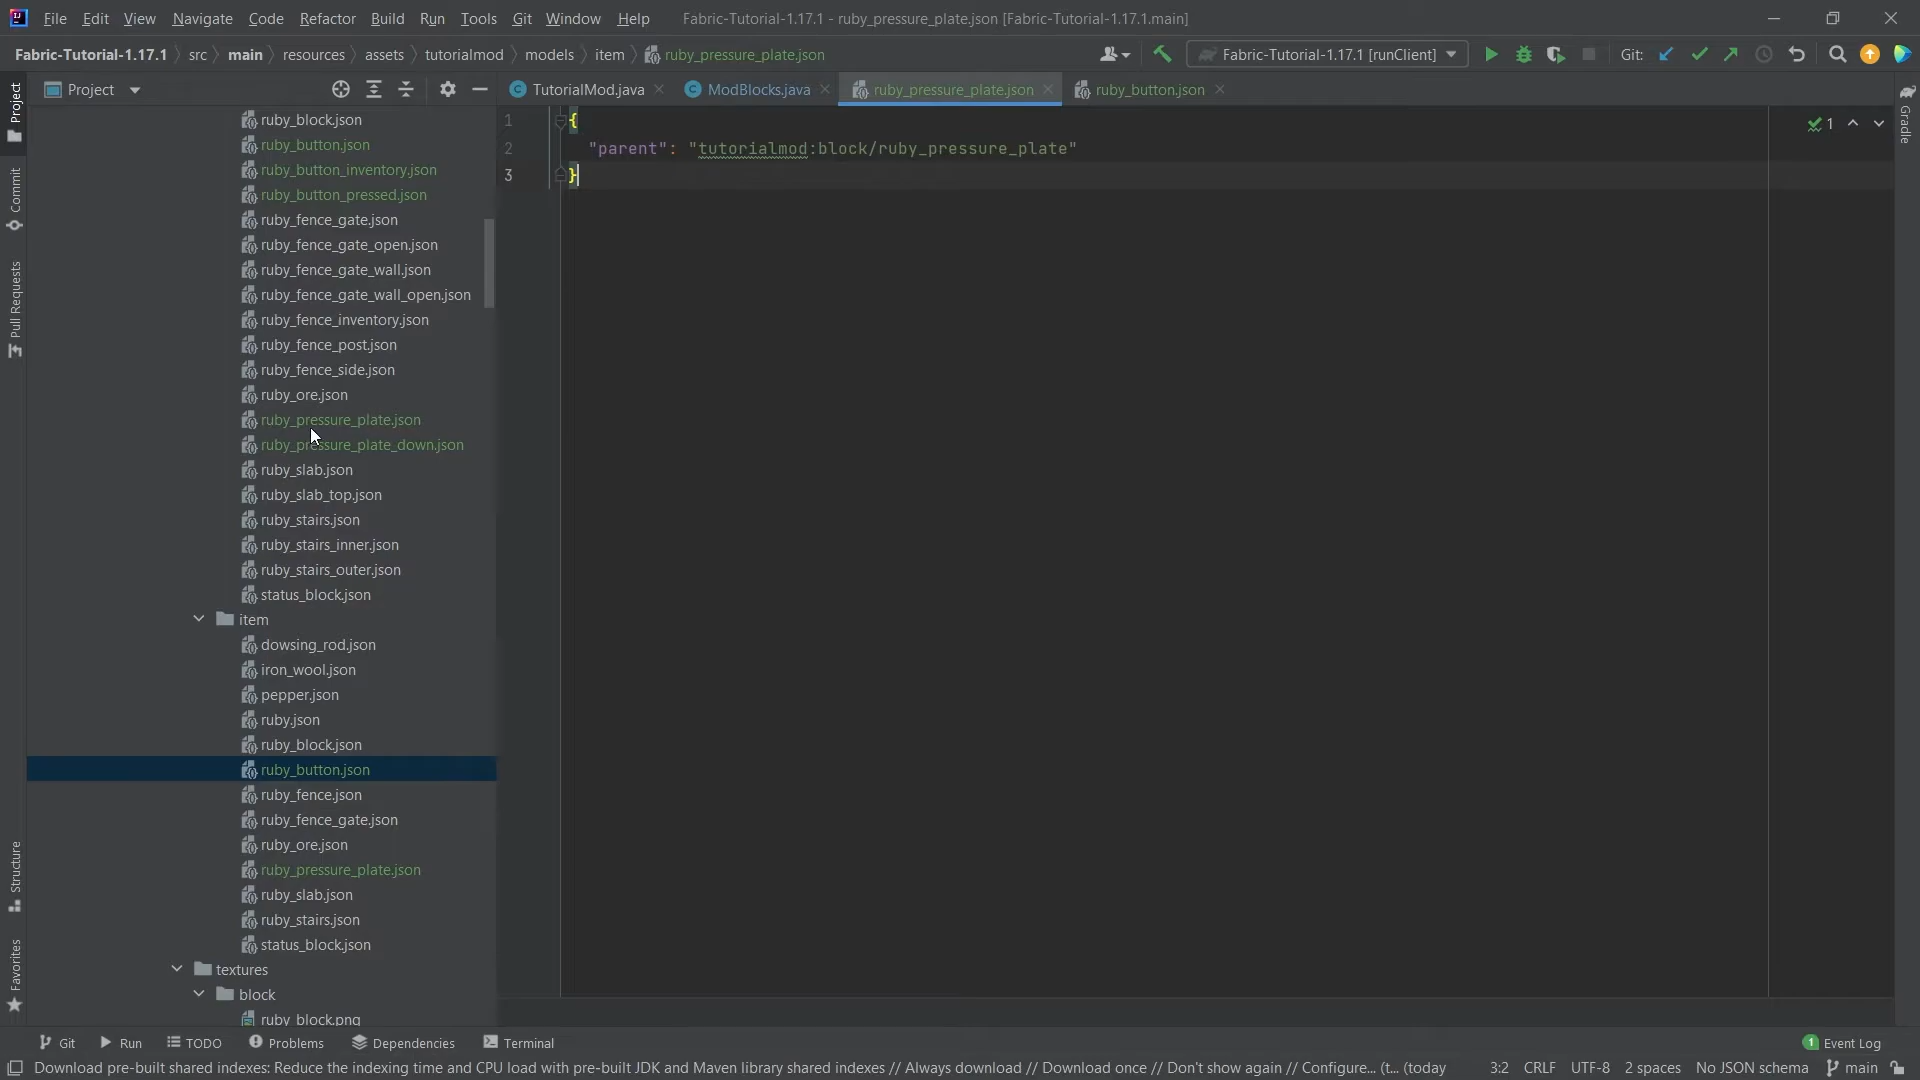 File Edit View Navigate Code Refactor Build Run Tools Git Window Help Fabric-Tutorial-1.17.1 - ruby_pressure_plate.json [Fabric-Tutorial-1.17.1.main]
Fabric-Tutorial-1.17.1 src main resources assets tutorialmod models item ruby_pressure_plate.json Fabric-Tutorial-1.17.1 [runClient] Git:
Project
TutorialMod.java ModBlocks.java ruby_pressure_plate.json ruby_button.json
Project
Commit
Pull Requests
Structure
Favorites
ruby_block.json
ruby_button.json
ruby_button_inventory.json
ruby_button_pressed.json
ruby_fence_gate.json
ruby_fence_gate_open.json
ruby_fence_gate_wall.json
ruby_fence_gate_wall_open.json
ruby_fence_inventory.json
ruby_fence_post.json
ruby_fence_side.json
ruby_ore.json
ruby_pressure_plate.json
ruby_pressure_plate_down.json
ruby_slab.json
ruby_slab_top.json
ruby_stairs.json
ruby_stairs_inner.json
ruby_stairs_outer.json
status_block.json
item
dowsing_rod.json
iron_wool.json
pepper.json
ruby.json
ruby_block.json
ruby_button.json
ruby_fence.json
ruby_fence_gate.json
ruby_ore.json
ruby_pressure_plate.json
ruby_slab.json
ruby_stairs.json
status_block.json
textures
block
ruby_block.png
1 {
2 "parent": "tutorialmod:block/ruby_pressure_plate"
3 }
1
Gradle
Git Run TODO Problems Dependencies Terminal 1 Event Log
Download pre-built shared indexes: Reduce the indexing time and CPU load with pre-built JDK and Maven library shared indexes // Always download // Download once // Don't show again // Configure... (t... (today 3:2 CRLF UTF-8 2 spaces No JSON schema main